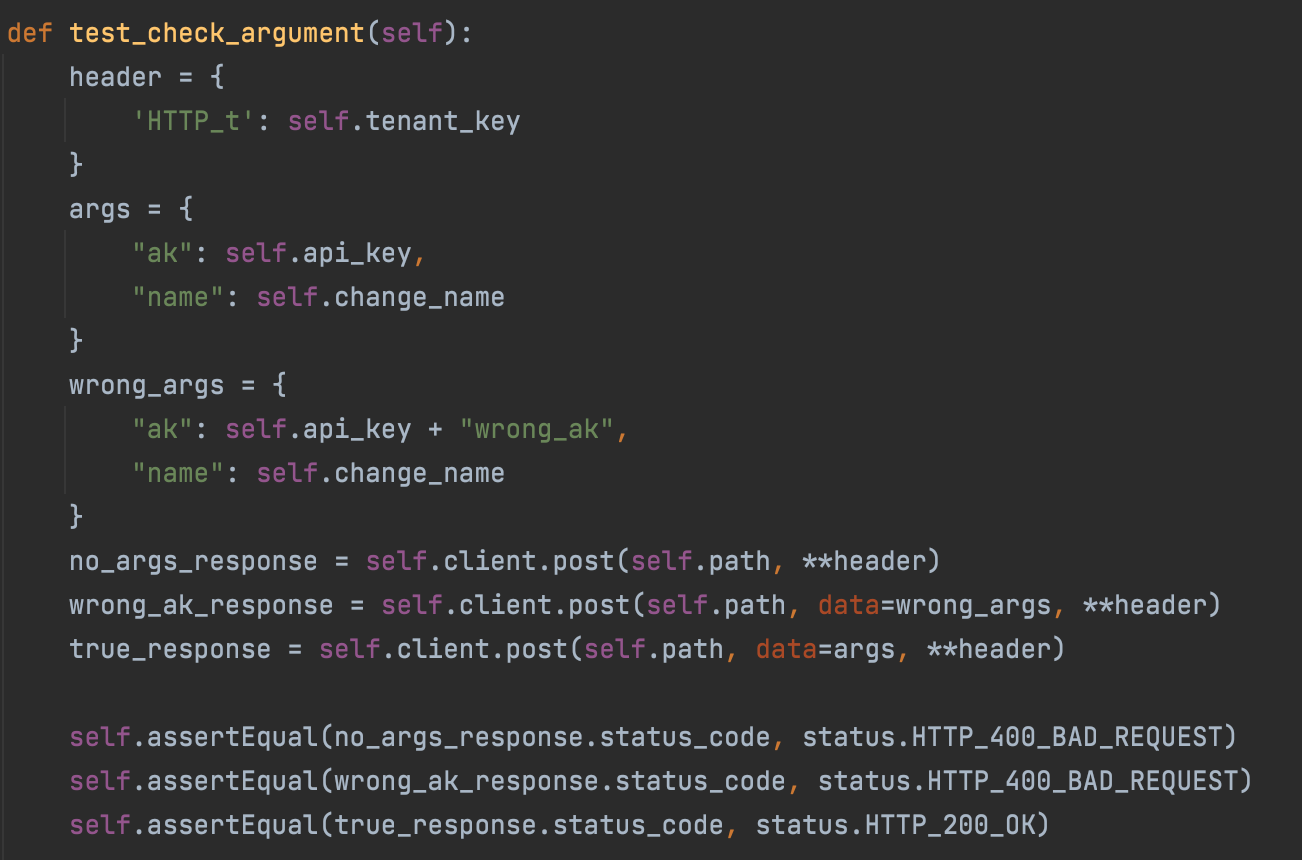 def test_check_argument(self):
    header = {
        'HTTP_t': self.tenant_key
    }
    args = {
        "ak": self.api_key,
        "name": self.change_name
    }
    wrong_args = {
        "ak": self.api_key + "wrong_ak",
        "name": self.change_name
    }
    no_args_response = self.client.post(self.path, **header)
    wrong_ak_response = self.client.post(self.path, data=wrong_args, **header)
    true_response = self.client.post(self.path, data=args, **header)

    self.assertEqual(no_args_response.status_code, status.HTTP_400_BAD_REQUEST)
    self.assertEqual(wrong_ak_response.status_code, status.HTTP_400_BAD_REQUEST)
    self.assertEqual(true_response.status_code, status.HTTP_200_OK)